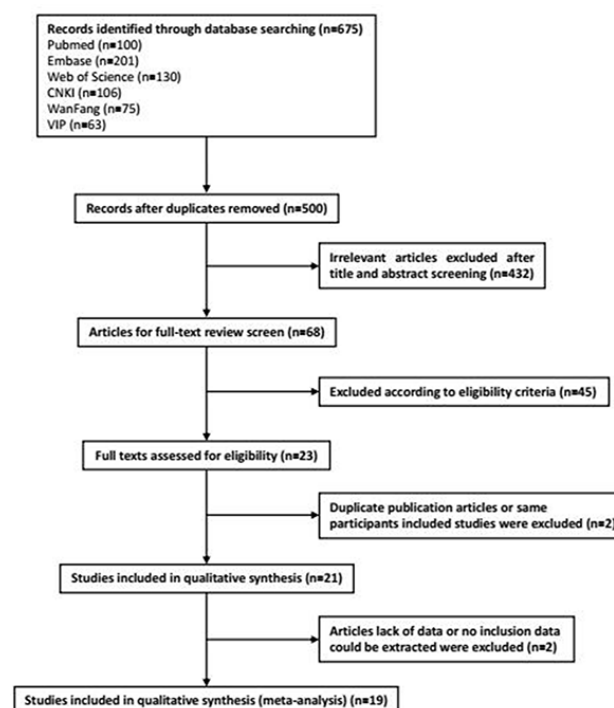 Records identified through database searching (n=675)
Pubmed (n=100)
Embase (n=201)
Web of Science (n=130)
CNKI (n=106)
WanFang (n=75)
VIP (n=63)
Records after duplicates removed (n=500)
Irrelevant articles excluded after
title and abstract screening (n=432)
Articles for full-text review screen (n=68)
Excluded according to eligibility criteria (n=45)
Full texts assessed for eligibility (n=23)
Duplicate publication articles or same
participants included studies were excluded (n=2)
Studies included in qualitative synthesis (n=21)
Articles lack of data or no inclusion data
could be extracted were excluded (n=2)
Studies included in qualitative synthesis (meta-analysis) (n=19)